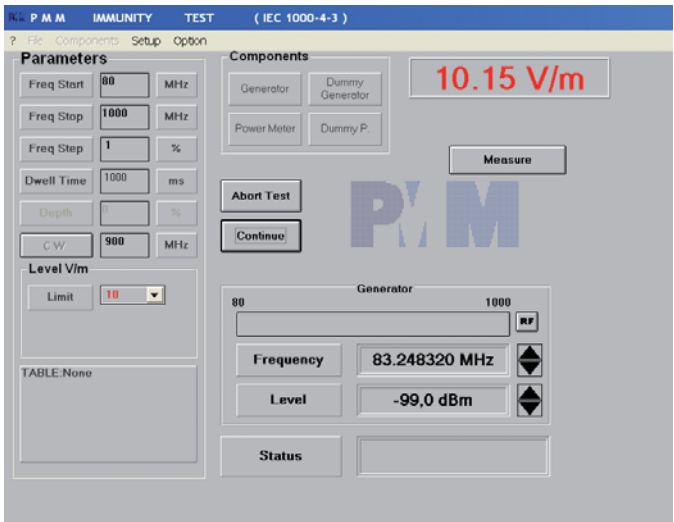 PMM P M M IMMUNITY TEST ( IEC 1000-4-3 )
? File Components Setup Option
Parameters
Freq Start 80 MHz
Freq Stop 1000 MHz
Freq Step 1 %
Dwell Time 1000 ms
Depth 0 %
C W 900 MHz
Level V/m
Limit 10
TABLE:None
Components
Generator Dummy Generator
Power Meter Dummy P.
10.15 V/m
Measure
Abort Test
Continue
PMM
Generator
80 1000
RF
Frequency 83.248320 MHz
Level -99,0 dBm
Status